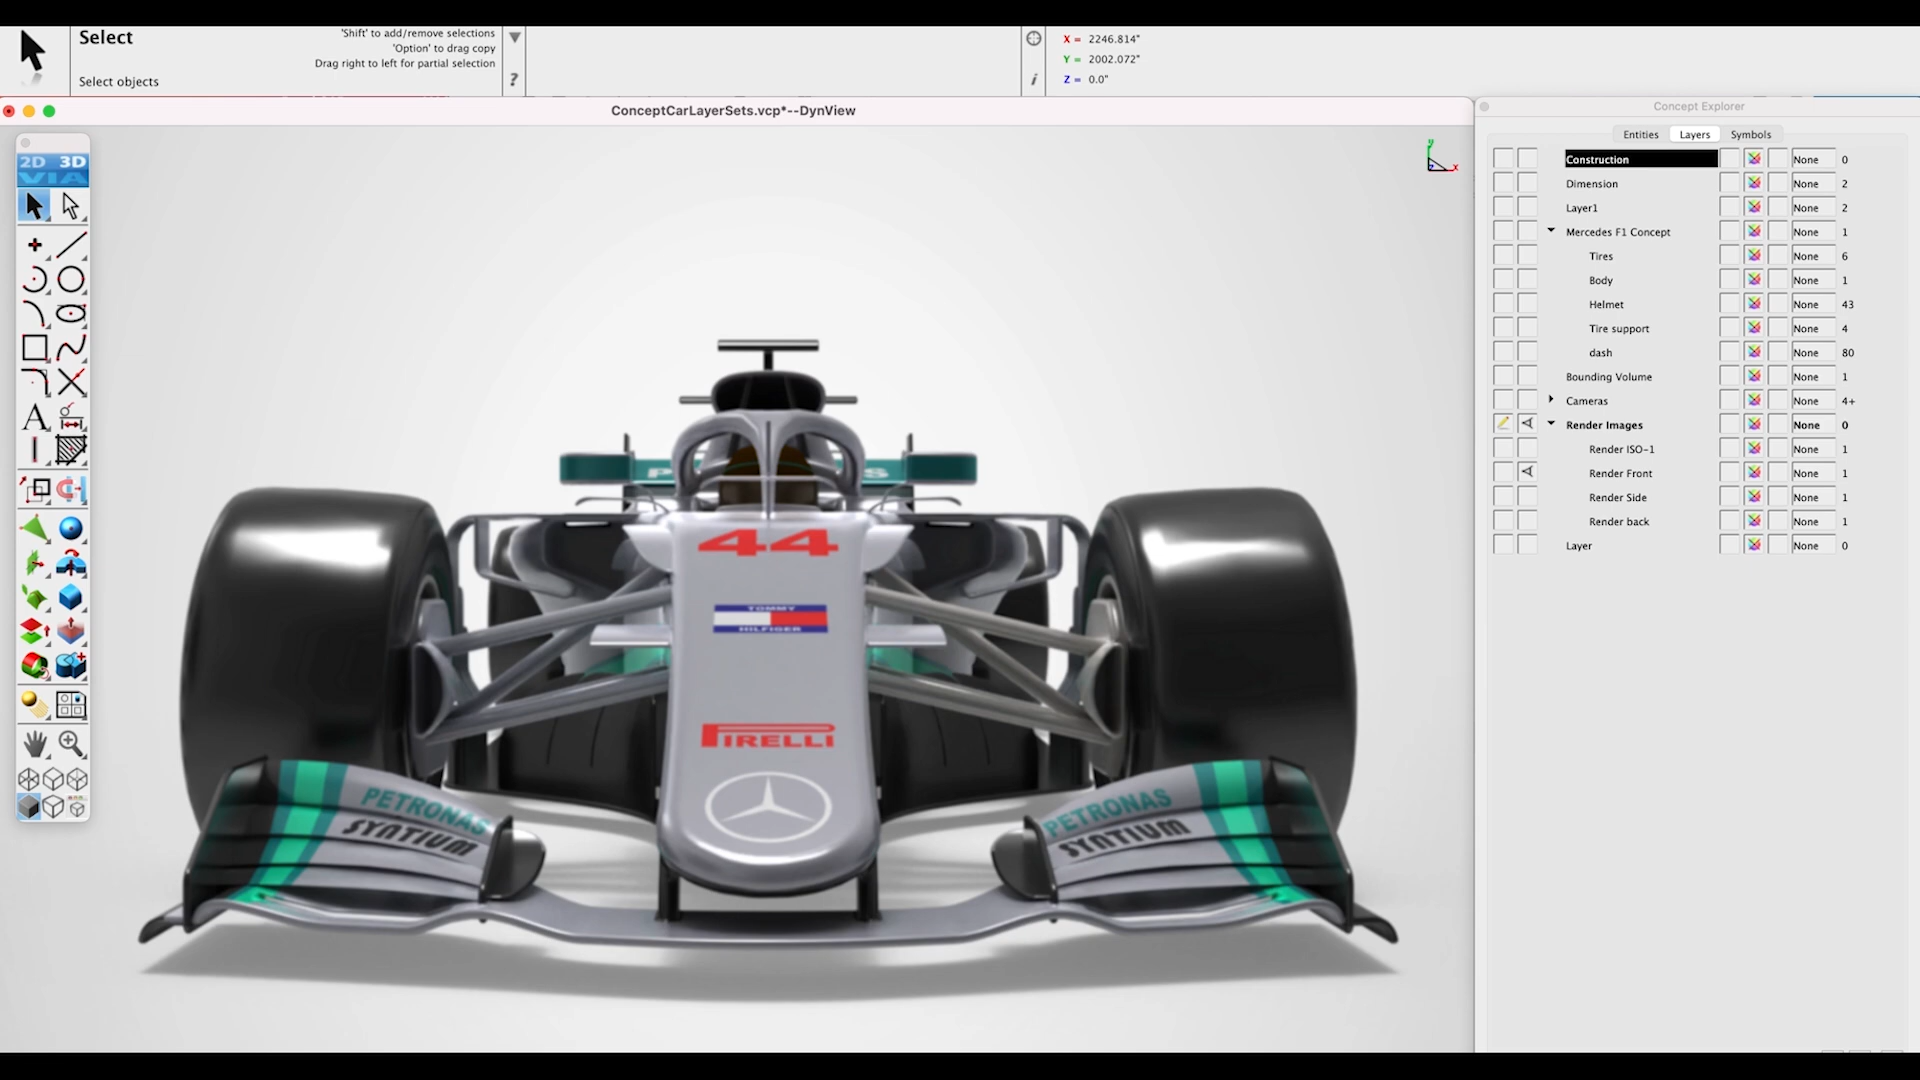 Select
Select objects
'Shift' to add/remove selections
'Option' to drag copy
Drag right to left for partial selection
?
i
X = 2246.814"
Y = 2002.072"
Z = 0.0"
ConceptCarLayerSets.vcp*--DynView
2D 3D
VIA
A
y
z
x
44
TOMMY
HILFIGER
PIRELLI
PETRONAS
SYNTIUM
PETRONAS
SYNTIUM
Concept Explorer
Entities Layers Symbols
Construction None 0
Dimension None 2
Layer1 None 2
Mercedes F1 Concept None 1
Tires None 6
Body None 1
Helmet None 43
Tire support None 4
dash None 80
Bounding Volume None 1
Cameras None 4+
Render Images None 0
Render ISO-1 None 1
Render Front None 1
Render Side None 1
Render back None 1
Layer None 0